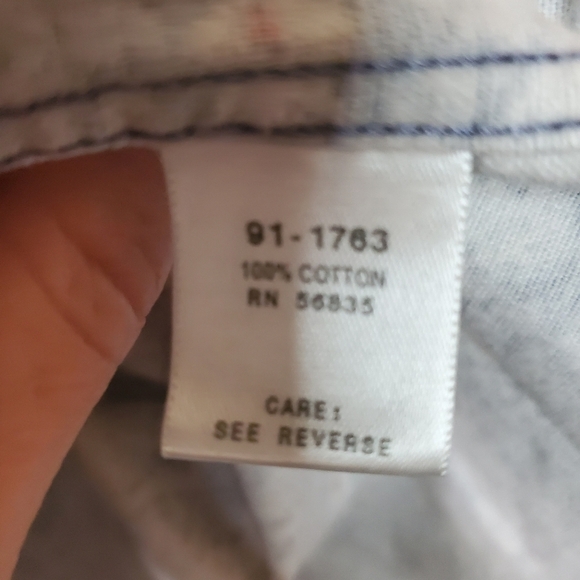 91-1763
100% COTTON
RN 56835
CARE:
SEE REVERSE